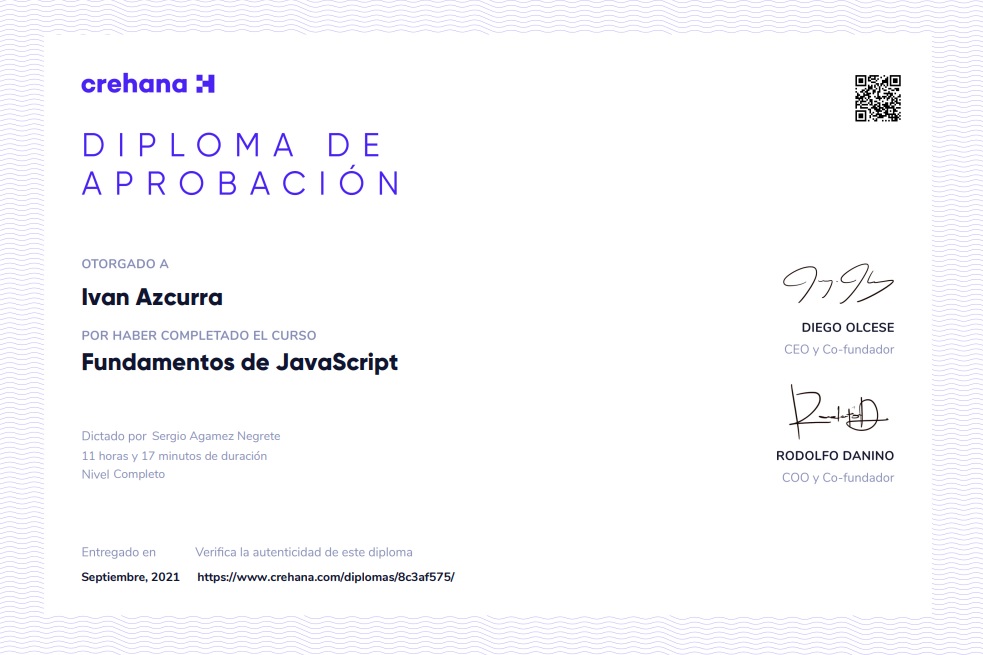 crehana
DIPLOMA DE
APROBACIÓN
OTORGADO A
Ivan Azcurra
POR HABER COMPLETADO EL CURSO
Fundamentos de JavaScript
Dictado por Sergio Agamez Negrete
11 horas y 17 minutos de duración
Nivel Completo
Entregado en
Verifica la autenticidad de este diploma
Septiembre, 2021
https://www.crehana.com/diplomas/8c3af575/
DIEGO OLCESE
CEO y Co-fundador
RODOLFO DANINO
COO y Co-fundador